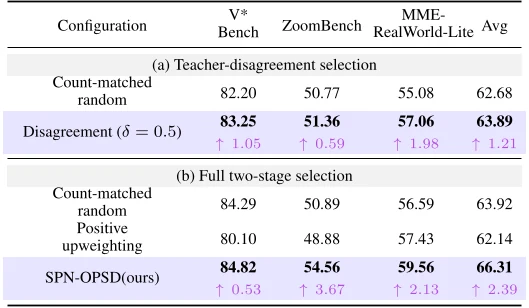 Configuration V* Bench ZoomBench MME-RealWorld-Lite Avg
(a) Teacher-disagreement selection
Count-matched random 82.20 50.77 55.08 62.68
Disagreement (δ = 0.5) 83.25 51.36 57.06 63.89
↑ 1.05 ↑ 0.59 ↑ 1.98 ↑ 1.21
(b) Full two-stage selection
Count-matched random 84.29 50.89 56.59 63.92
Positive upweighting 80.10 48.88 57.43 62.14
SPN-OPSD(ours) 84.82 54.56 59.56 66.31
↑ 0.53 ↑ 3.67 ↑ 2.13 ↑ 2.39